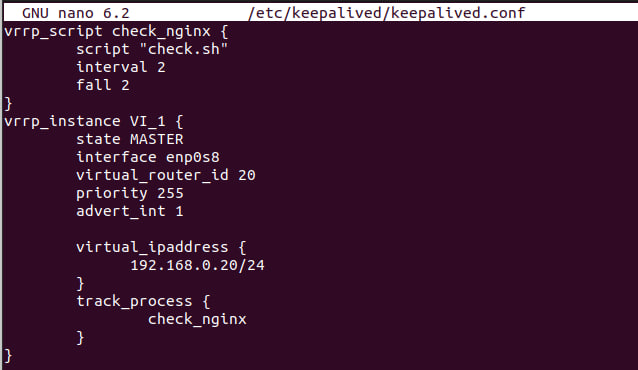 GNU nano 6.2 /etc/keepalived/keepalived.conf
vrrp_script check_nginx {
        script "check.sh"
        interval 2
        fall 2
}
vrrp_instance VI_1 {
        state MASTER
        interface enp0s8
        virtual_router_id 20
        priority 255
        advert_int 1

        virtual_ipaddress {
              192.168.0.20/24
        }
        track_process {
                check_nginx
        }
}